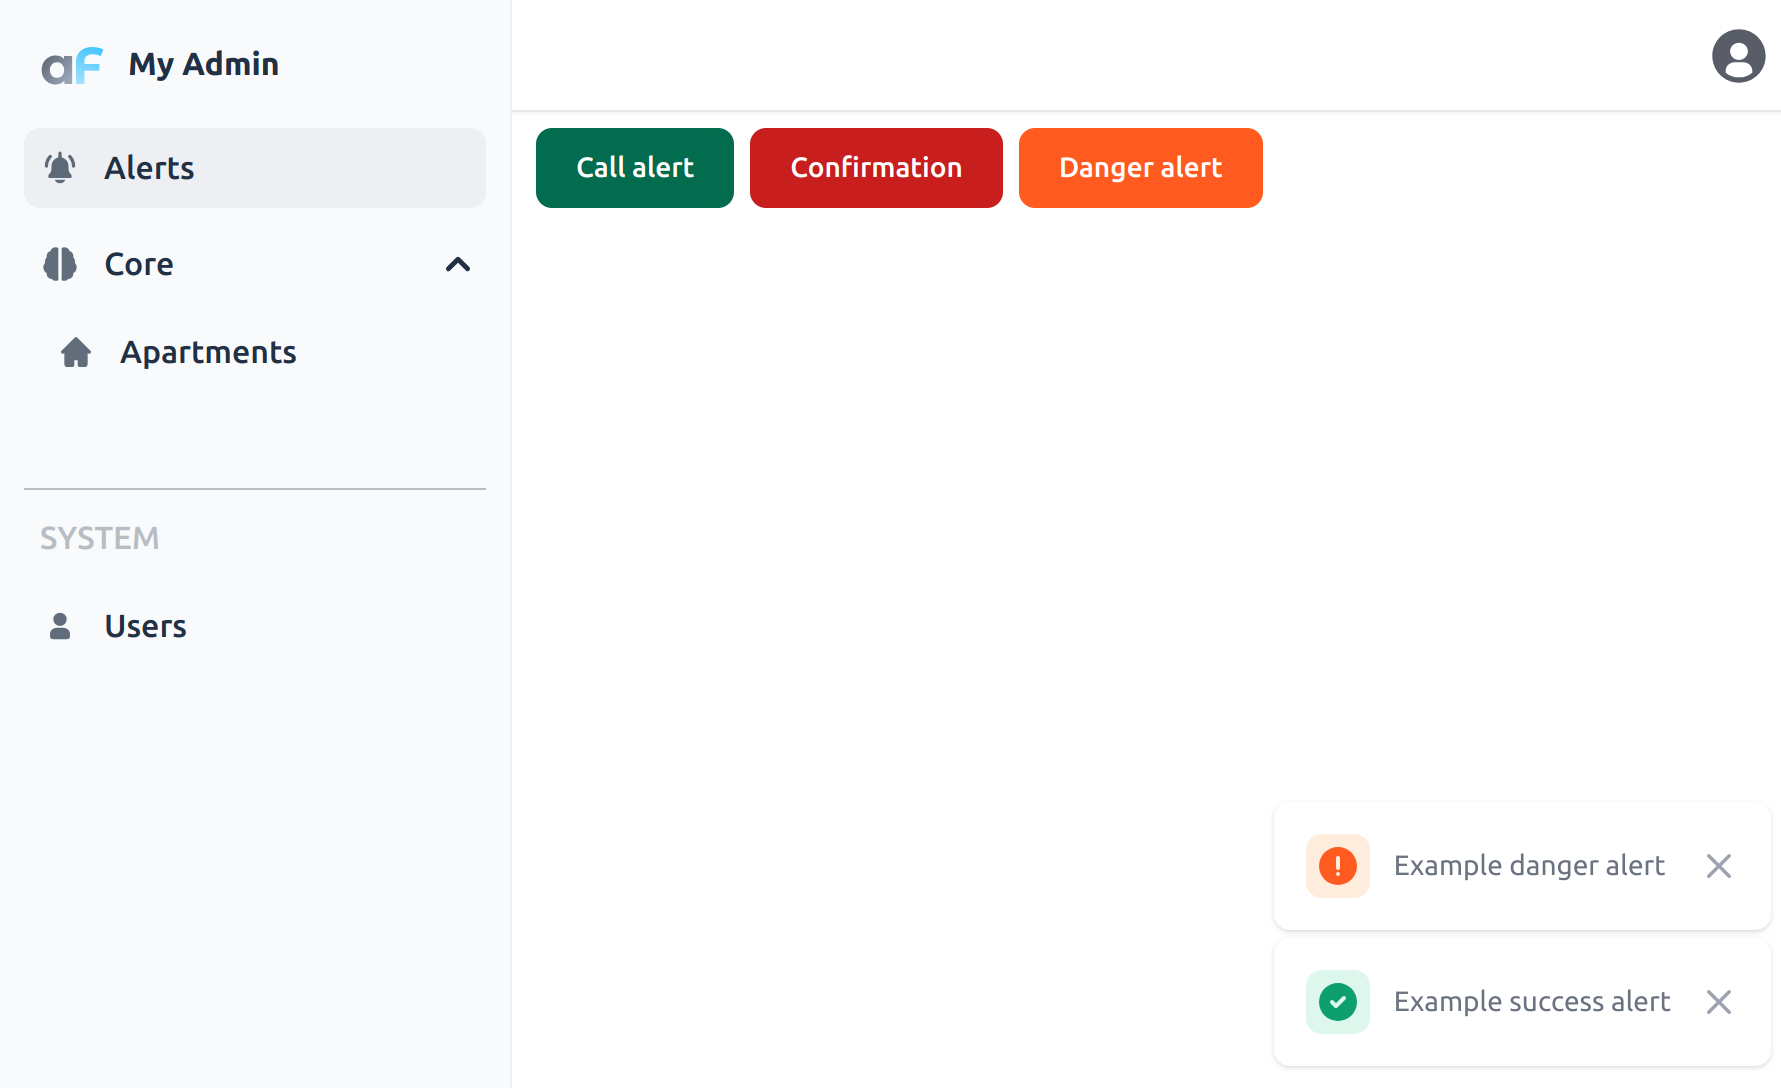 aF My Admin
Alerts
Core
Apartments
SYSTEM
Users
Call alert Confirmation Danger alert
Example danger alert
Example success alert